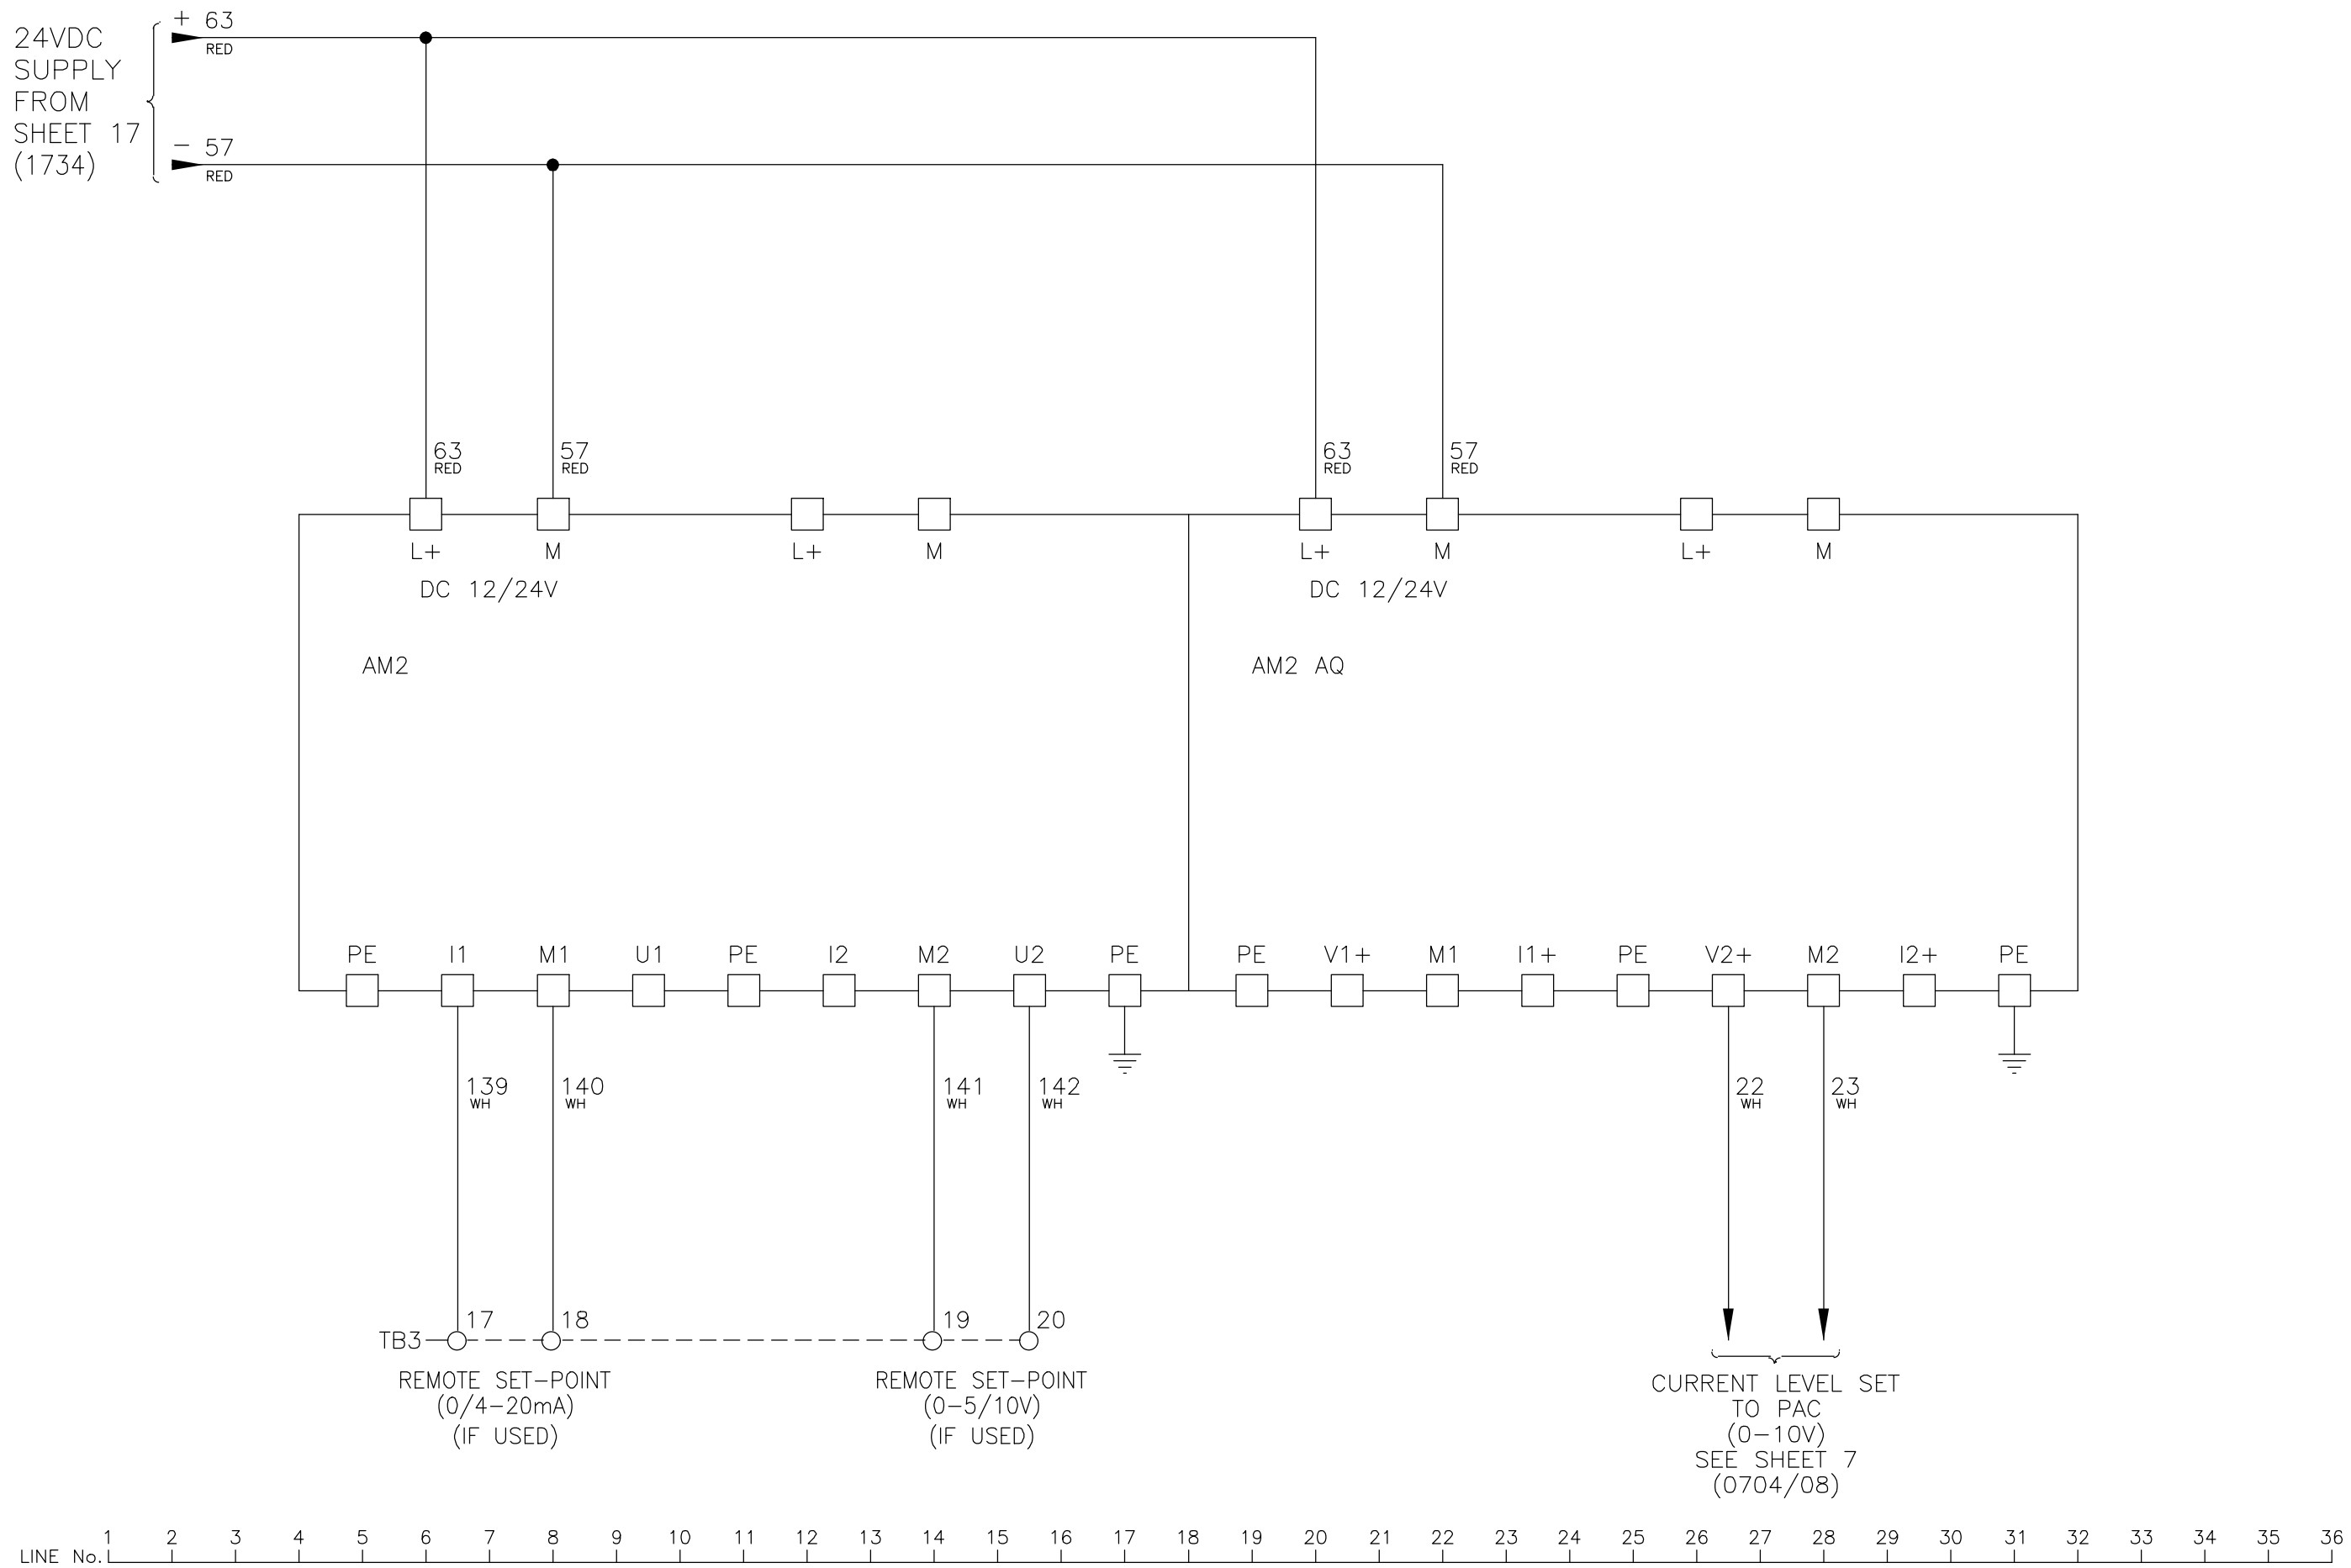 24VDC
SUPPLY
FROM
SHEET 17
(1734)
+ 63
RED
- 57
RED
63
RED
57
RED
63
RED
57
RED
L+ M L+ M L+ M L+ M
DC 12/24V DC 12/24V
AM2 AM2 AQ
PE I1 M1 U1 PE I2 M2 U2 PE PE V1+ M1 I1+ PE V2+ M2 I2+ PE
139
WH
140
WH
141
WH
142
WH
22
WH
23
WH
TB3 17 18 19 20
REMOTE SET-POINT
(0/4-20mA)
(IF USED)
REMOTE SET-POINT
(0-5/10V)
(IF USED)
CURRENT LEVEL SET
TO PAC
(0-10V)
SEE SHEET 7
(0704/08)
LINE No. 1 2 3 4 5 6 7 8 9 10 11 12 13 14 15 16 17 18 19 20 21 22 23 24 25 26 27 28 29 30 31 32 33 34 35 36